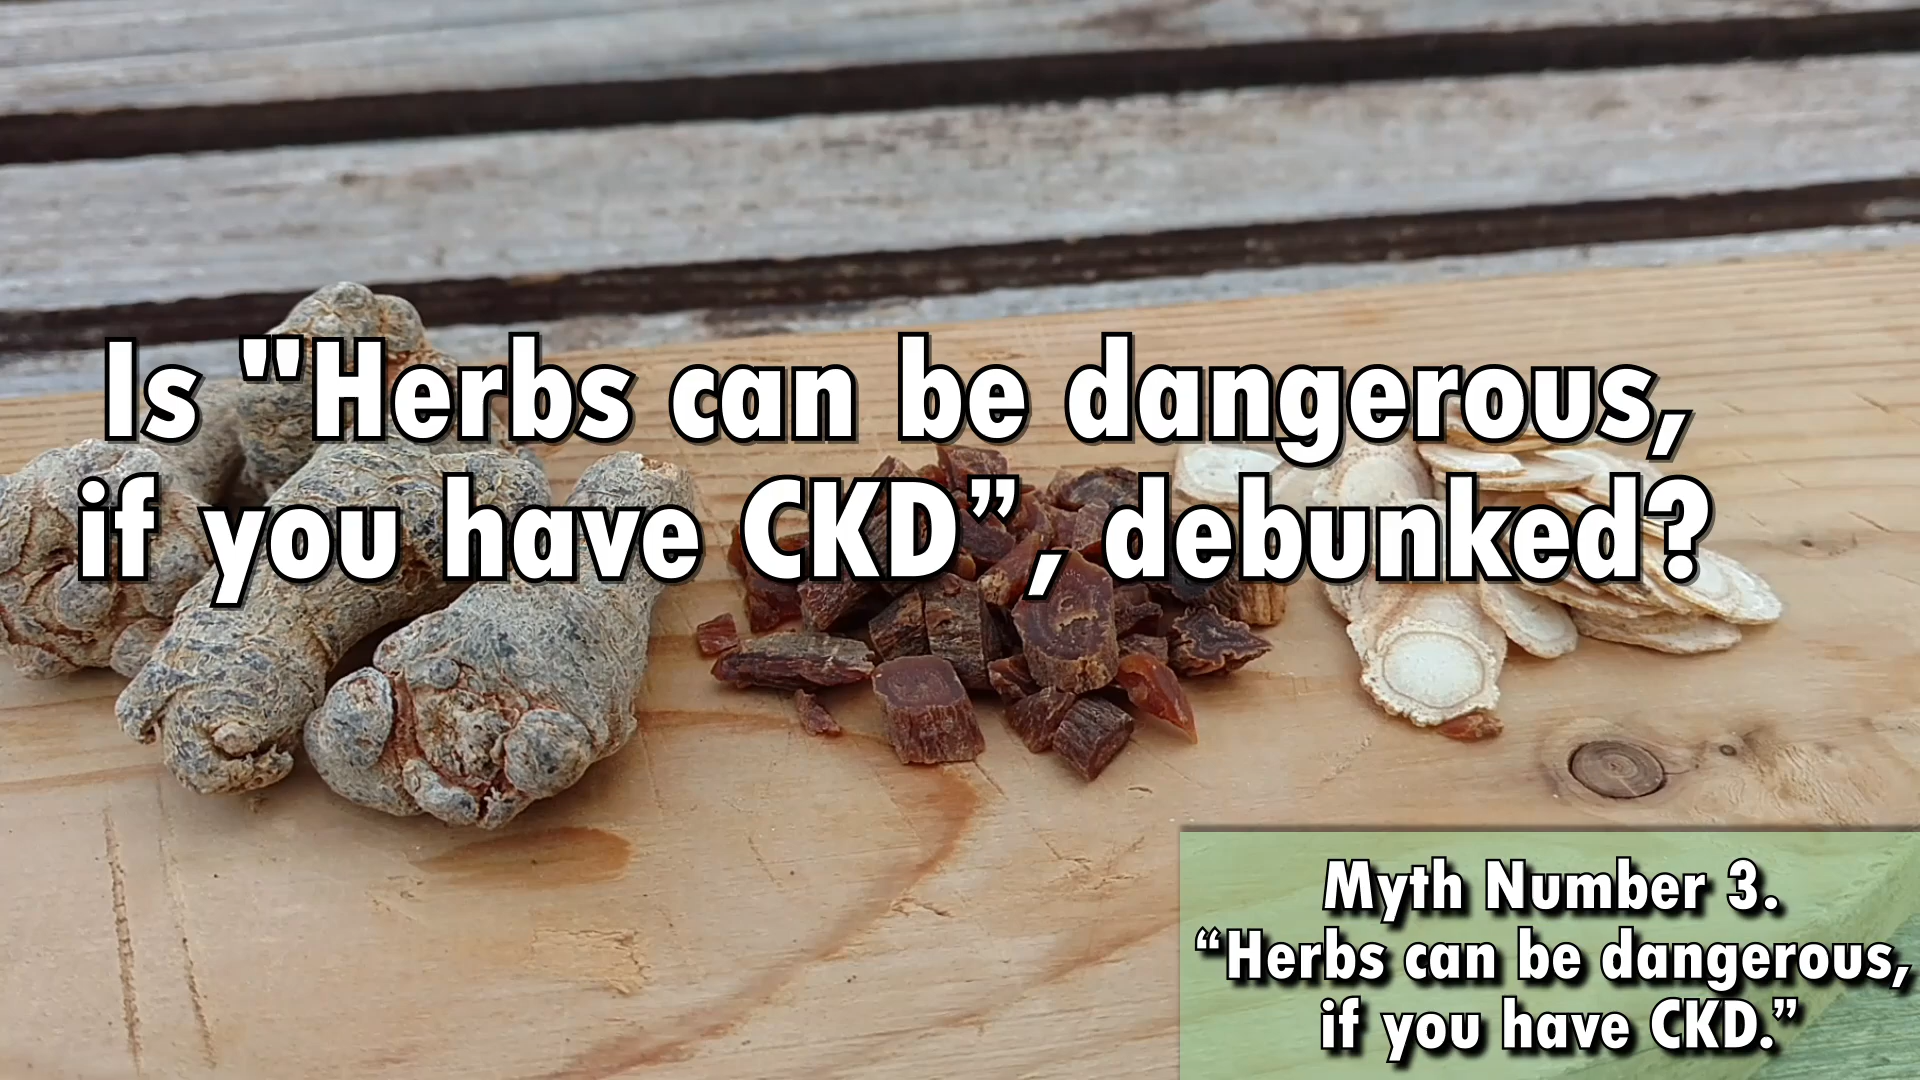 Is "Herbs can be dangerous,
if you have CKD” , debunked?
Myth Number 3.
“Herbs can be dangerous,
if you have CKD.”